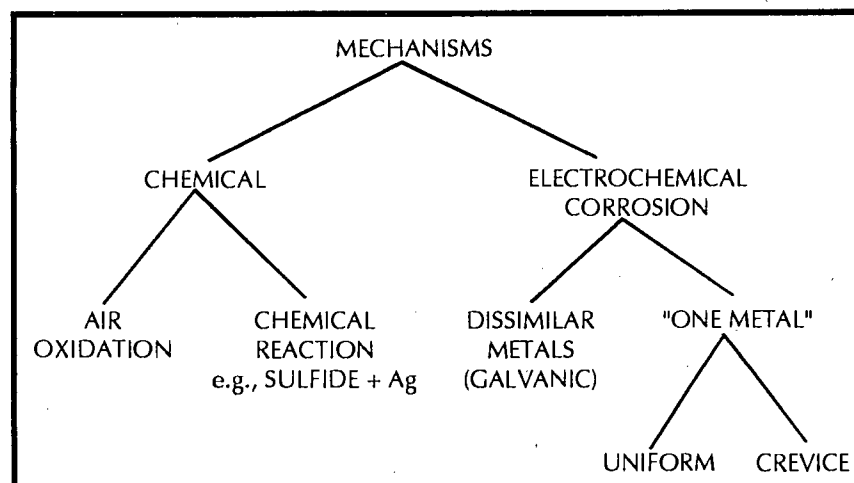 MECHANISMS
CHEMICAL
ELECTROCHEMICAL
CORROSION
AIR
OXIDATION
CHEMICAL
REACTION
e.g., SULFIDE + Ag
DISSIMILAR
METALS
(GALVANIC)
"ONE METAL"
UNIFORM
CREVICE